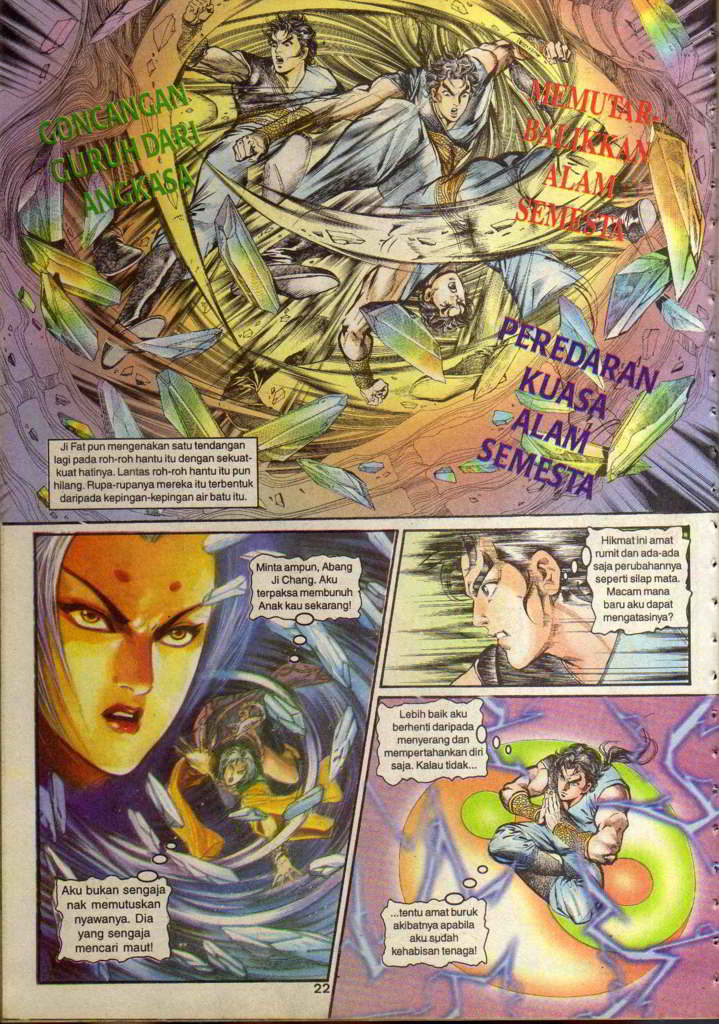 GONCANGAN
GURUH DARI
ANGKASA
MEMUTAR-
BALIKKAN
ALAM
SEMESTA
PEREDARAN
KUASA
ALAM
SEMESTA
Ji Fat pun mengenakan satu tendangan
lagi pada roh-roh hantu itu dengan sekuat-
kuat hatinya. Lantas roh-roh hantu itu pun
hilang. Rupa-rupanya mereka itu terbentuk
daripada kepingan-kepingan air batu itu.
Minta ampun, Abang
Ji Chang. Aku
terpaksa membunuh
Anak kau sekarang!
Aku bukan sengaja
nak memutuskan
nyawanya. Dia
yang sengaja
mencari maut!
Hikmat ini amat
rumit dan ada-ada
saja perubahannya
seperti silap mata.
Macam mana
baru aku dapat
mengatasinya?
Lebih baik aku
berhenti daripada
menyerang dan
mempertahankan diri
saja. Kalau tidak...
...tentu amat buruk
akibatnya apabila
aku sudah
kehabisan tenaga!
22